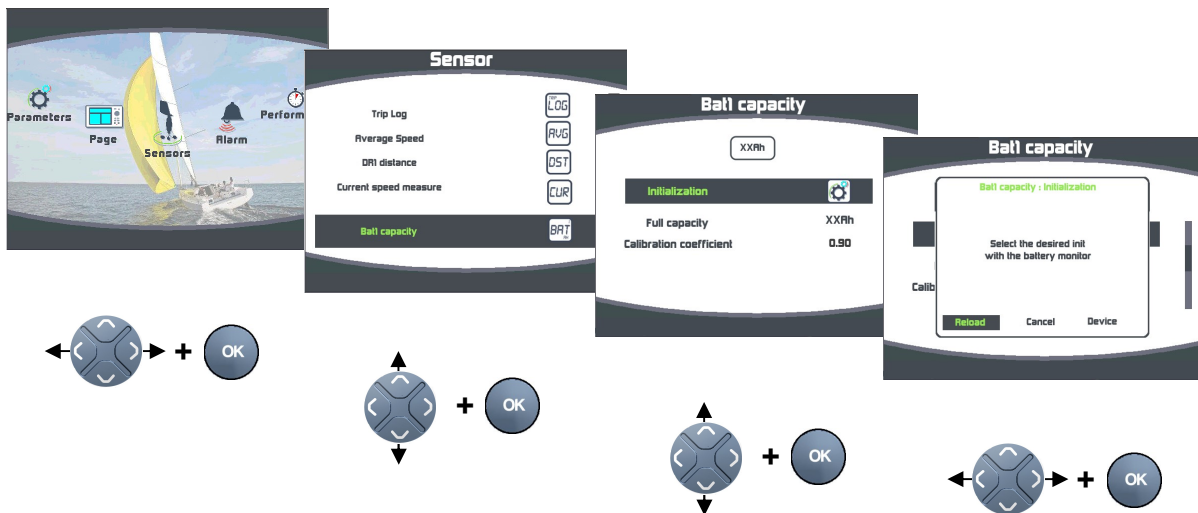 Parameters
Page
Sensors
Alarm
Perform
OK
Sensor
Trip Log
TRIP LOG
Average Speed
AVG
DR1 distance
DST
Current speed measure
CUR
Bat1 capacity
BAT
+ OK
Bat1 capacity
XXAh
Initialization
Full capacity XXAh
Calibration coefficient 0.90
+ OK
Bat1 capacity
Bat1 capacity : Initialization
Select the desired init
with the battery monitor
Calib
Reload Cancel Device
+ OK